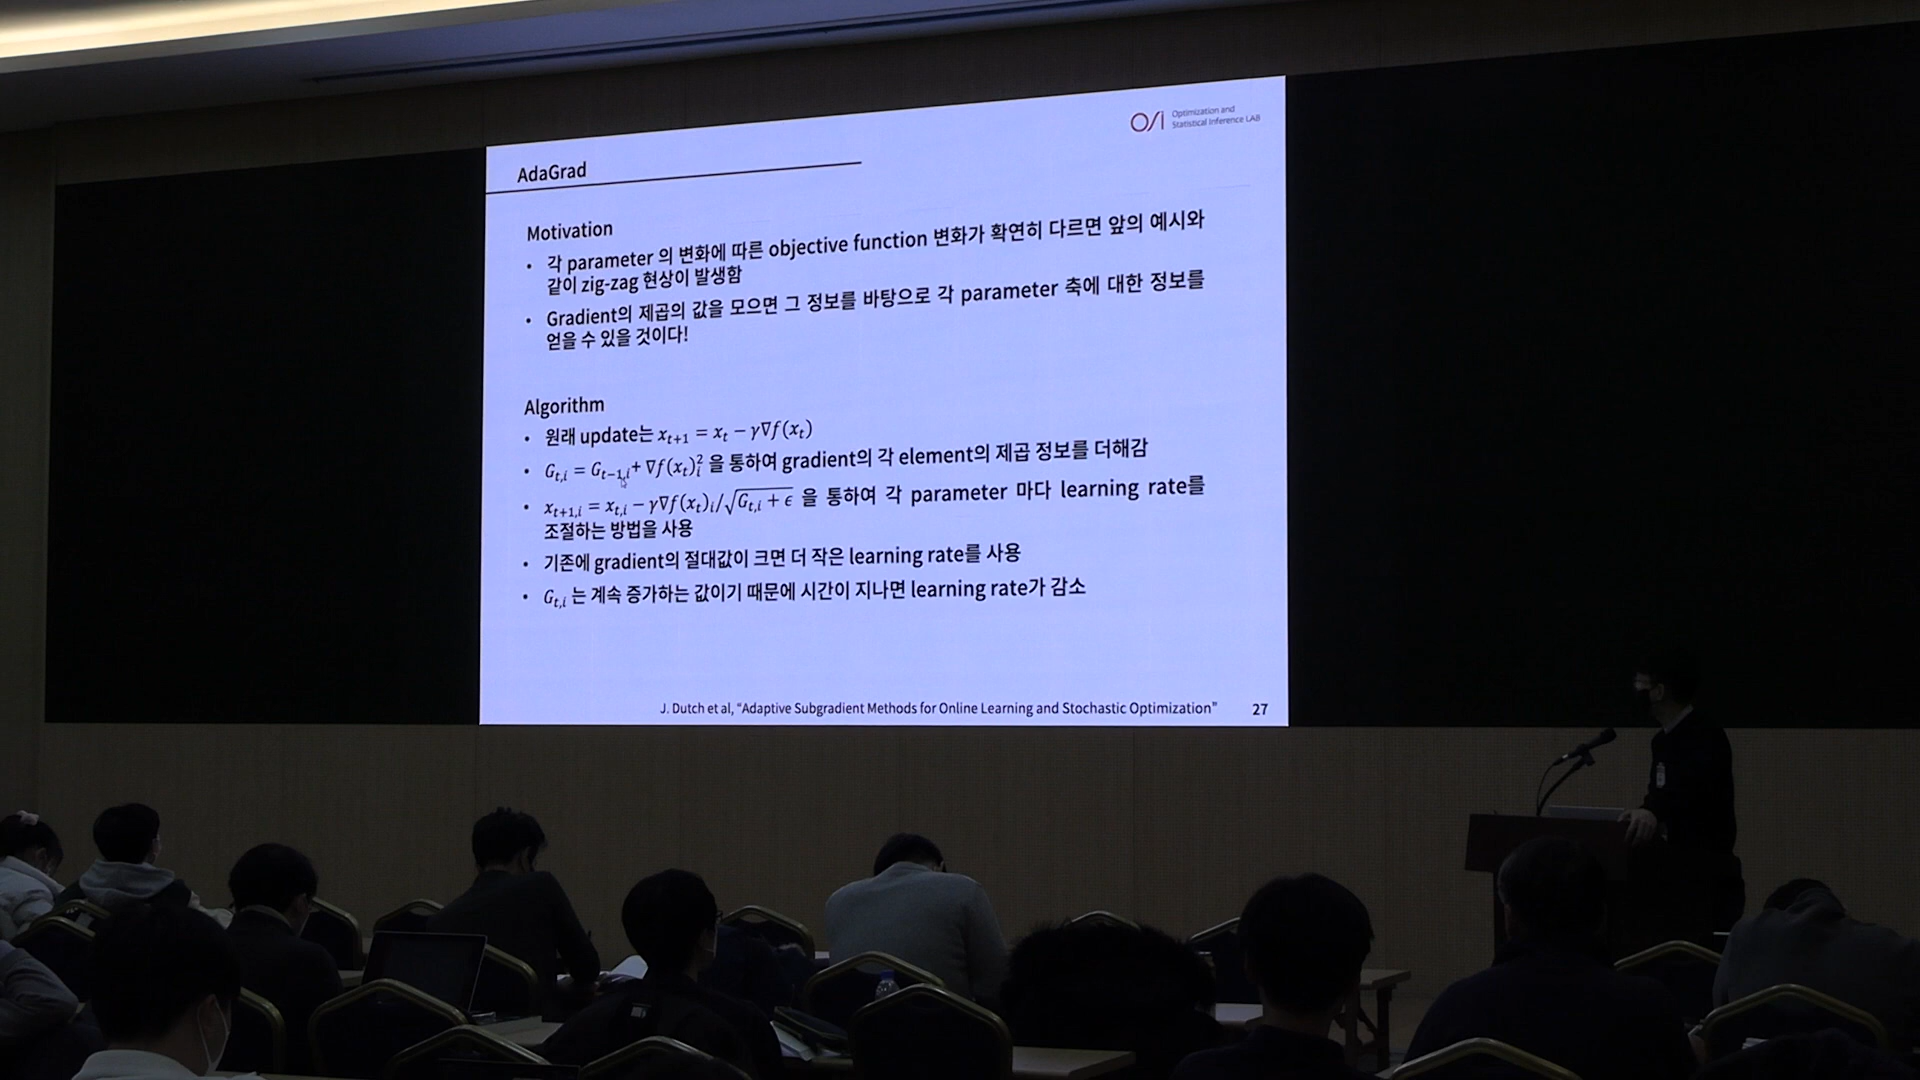 OSI Optimization and
Statistical Inference LAB
AdaGrad
Motivation
• 각 parameter 의 변화에 따른 objective function 변화가 확연히 다르면 앞의 예시와
같이 zig-zag 현상이 발생함
• Gradient의 제곱의 값을 모으면 그 정보를 바탕으로 각 parameter 축에 대한 정보를
얻을 수 있을 것이다!
Algorithm
• 원래 update는 $x_{t+1} = x_t - \gamma \nabla f(x_t)$
• $G_{t,i} = G_{t-1,i} + \nabla f(x_t)_i^2$ 을 통하여 gradient의 각 element의 제곱 정보를 더해감
• $x_{t+1,i} = x_{t,i} - \gamma \nabla f(x_t)_i / \sqrt{G_{t,i} + \epsilon}$ 을 통하여 각 parameter 마다 learning rate를
조절하는 방법을 사용
• 기존에 gradient의 절대값이 크면 더 작은 learning rate를 사용
• $G_{t,i}$ 는 계속 증가하는 값이기 때문에 시간이 지나면 learning rate가 감소
J. Dutch et al, “Adaptive Subgradient Methods for Online Learning and Stochastic Optimization”
27